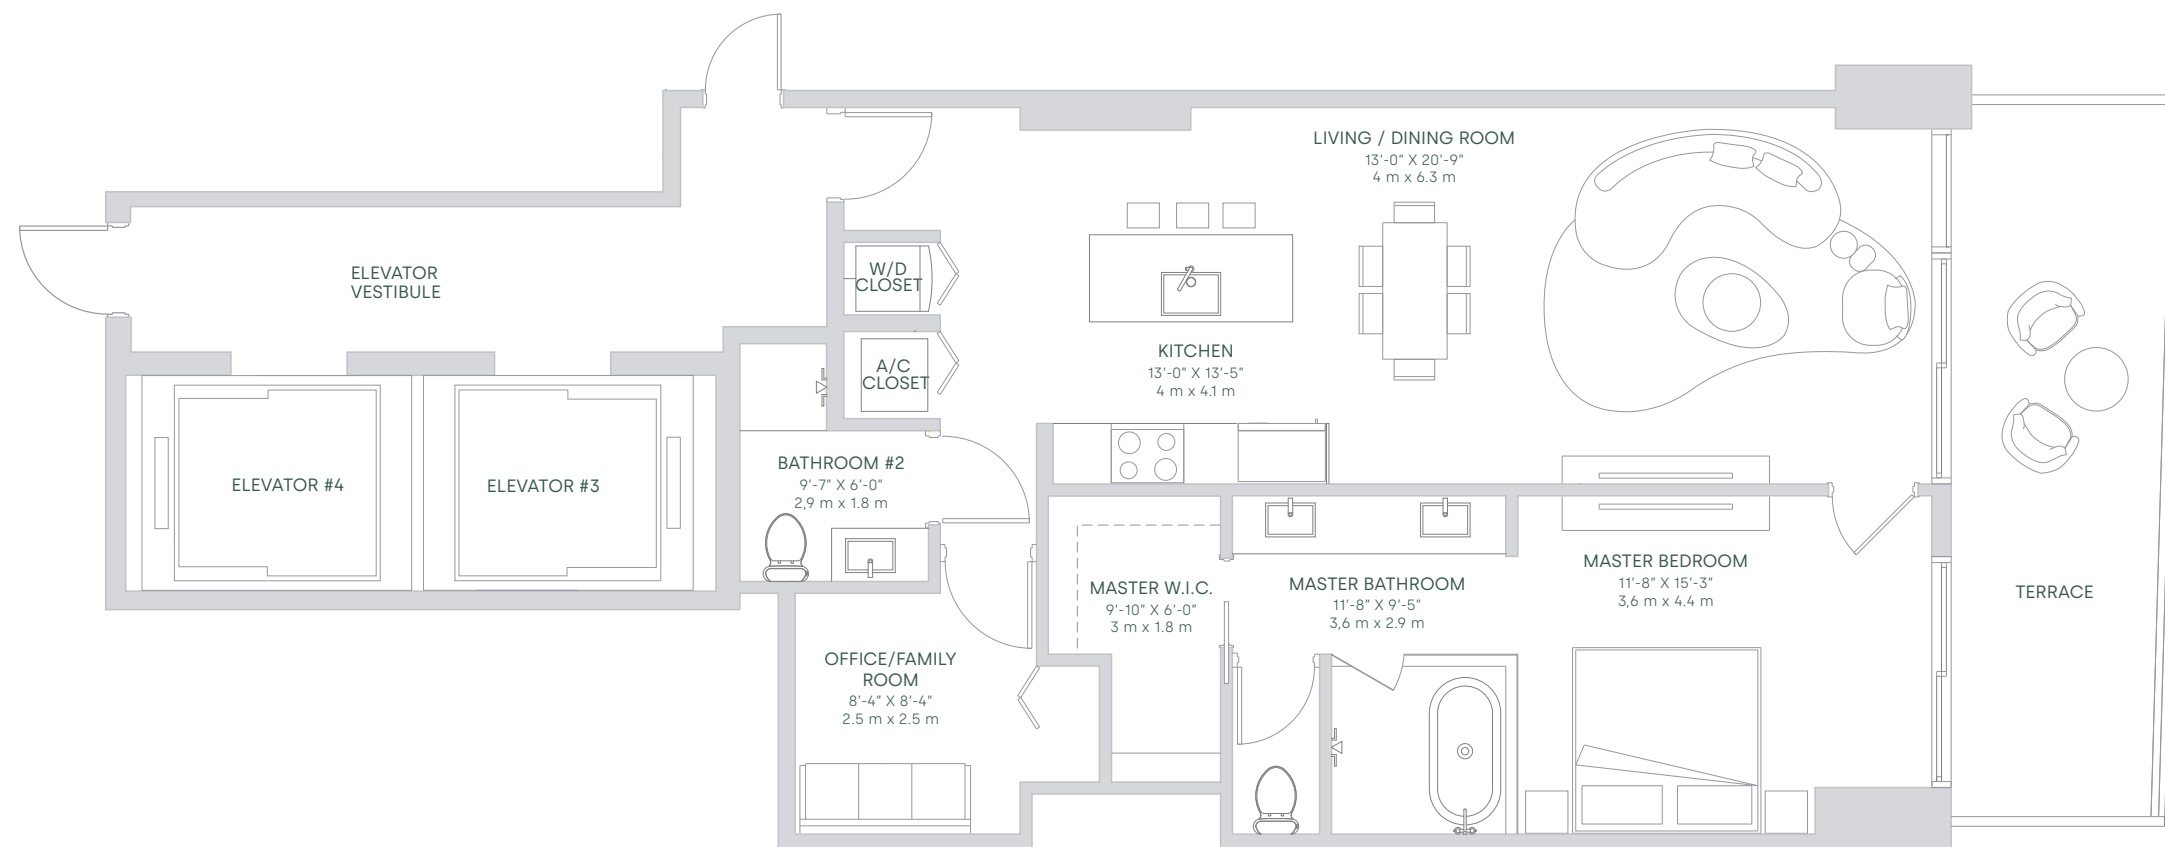 LIVING / DINING ROOM
13'-0" X 20'-9"
4 m x 6.3 m
ELEVATOR
VESTIBULE
W/D
CLOSET
KITCHEN
13'-0" X 13'-5"
4 m x 4.1 m
A/C
CLOSET
BATHROOM #2
9'-7" X 6'-0"
2,9 m x 1.8 m
ELEVATOR #4
ELEVATOR #3
MASTER W.I.C.
9'-10" X 6'-0"
3 m x 1.8 m
MASTER BATHROOM
11'-8" X 9'-5"
3,6 m x 2.9 m
MASTER BEDROOM
11'-8" X 15'-3"
3,6 m x 4.4 m
TERRACE
OFFICE/FAMILY
ROOM
8'-4" X 8'-4"
2.5 m x 2.5 m